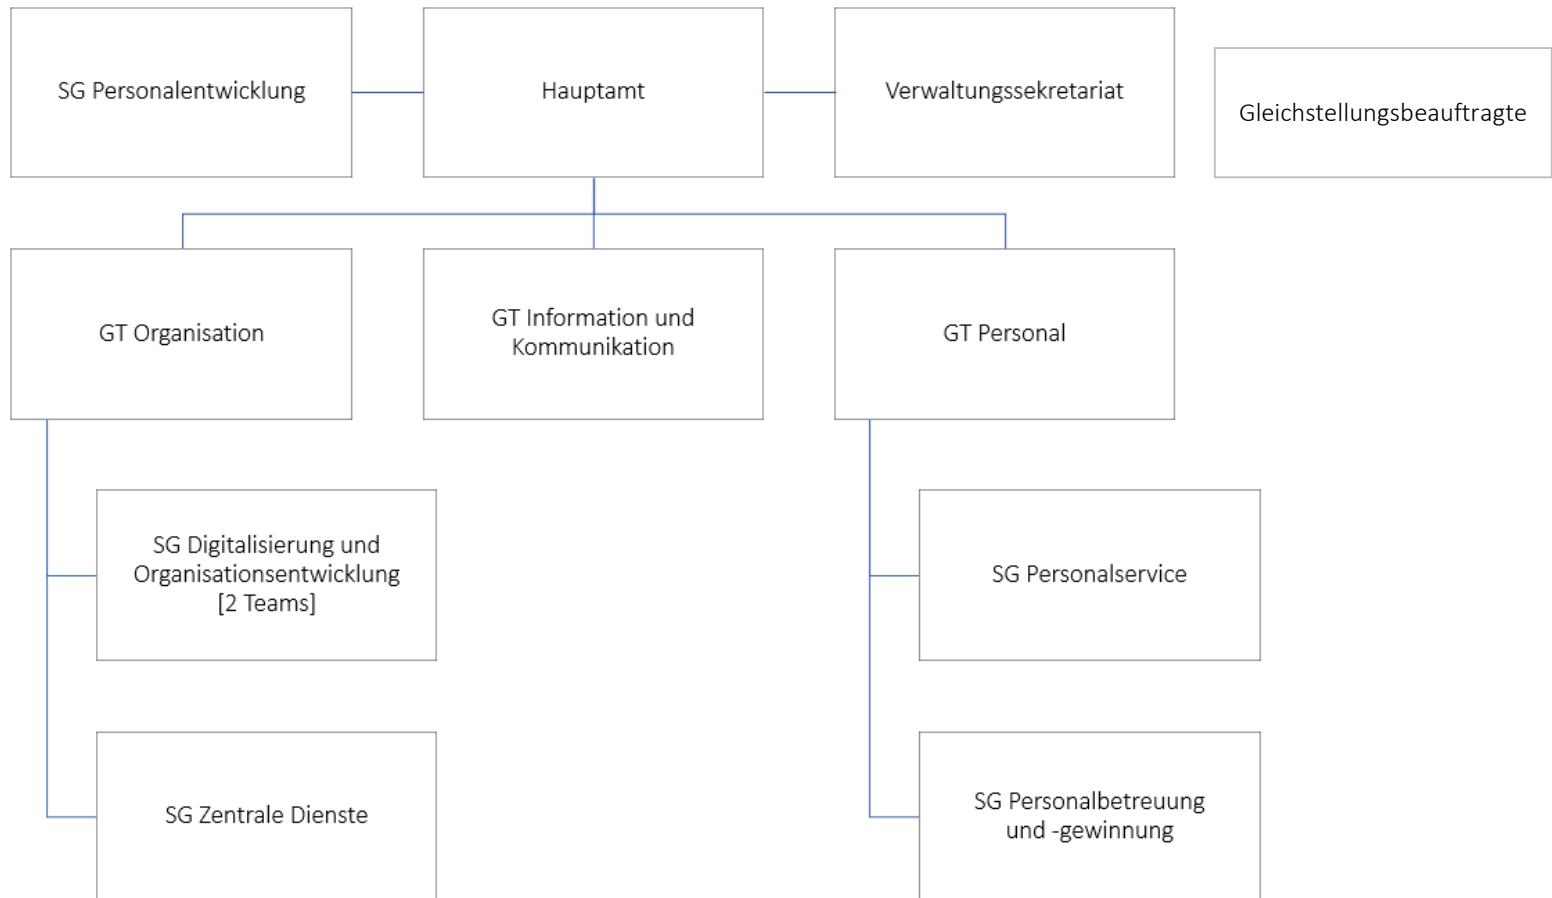 SG Personalentwicklung
Hauptamt
Verwaltungssekretariat
Gleichstellungsbeauftragte
GT Organisation
GT Information und
Kommunikation
GT Personal
SG Digitalisierung und
Organisationsentwicklung
[2 Teams]
SG Personalservice
SG Zentrale Dienste
SG Personalbetreuung
und -gewinnung